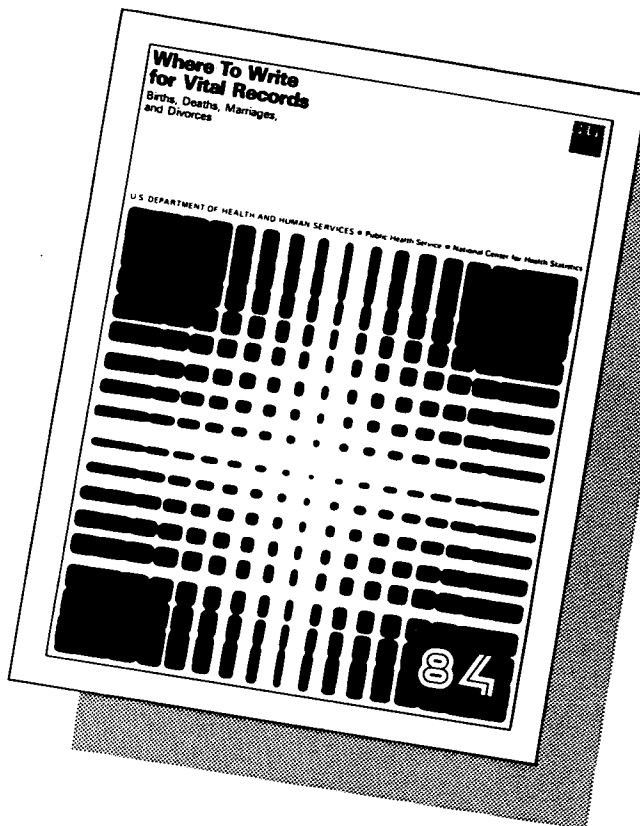 Where To Write
for Vital Records
Births, Deaths, Marriages,
and Divorces
U.S. DEPARTMENT OF HEALTH AND HUMAN SERVICES • Public Health Service • National Center for Health Statistics
84